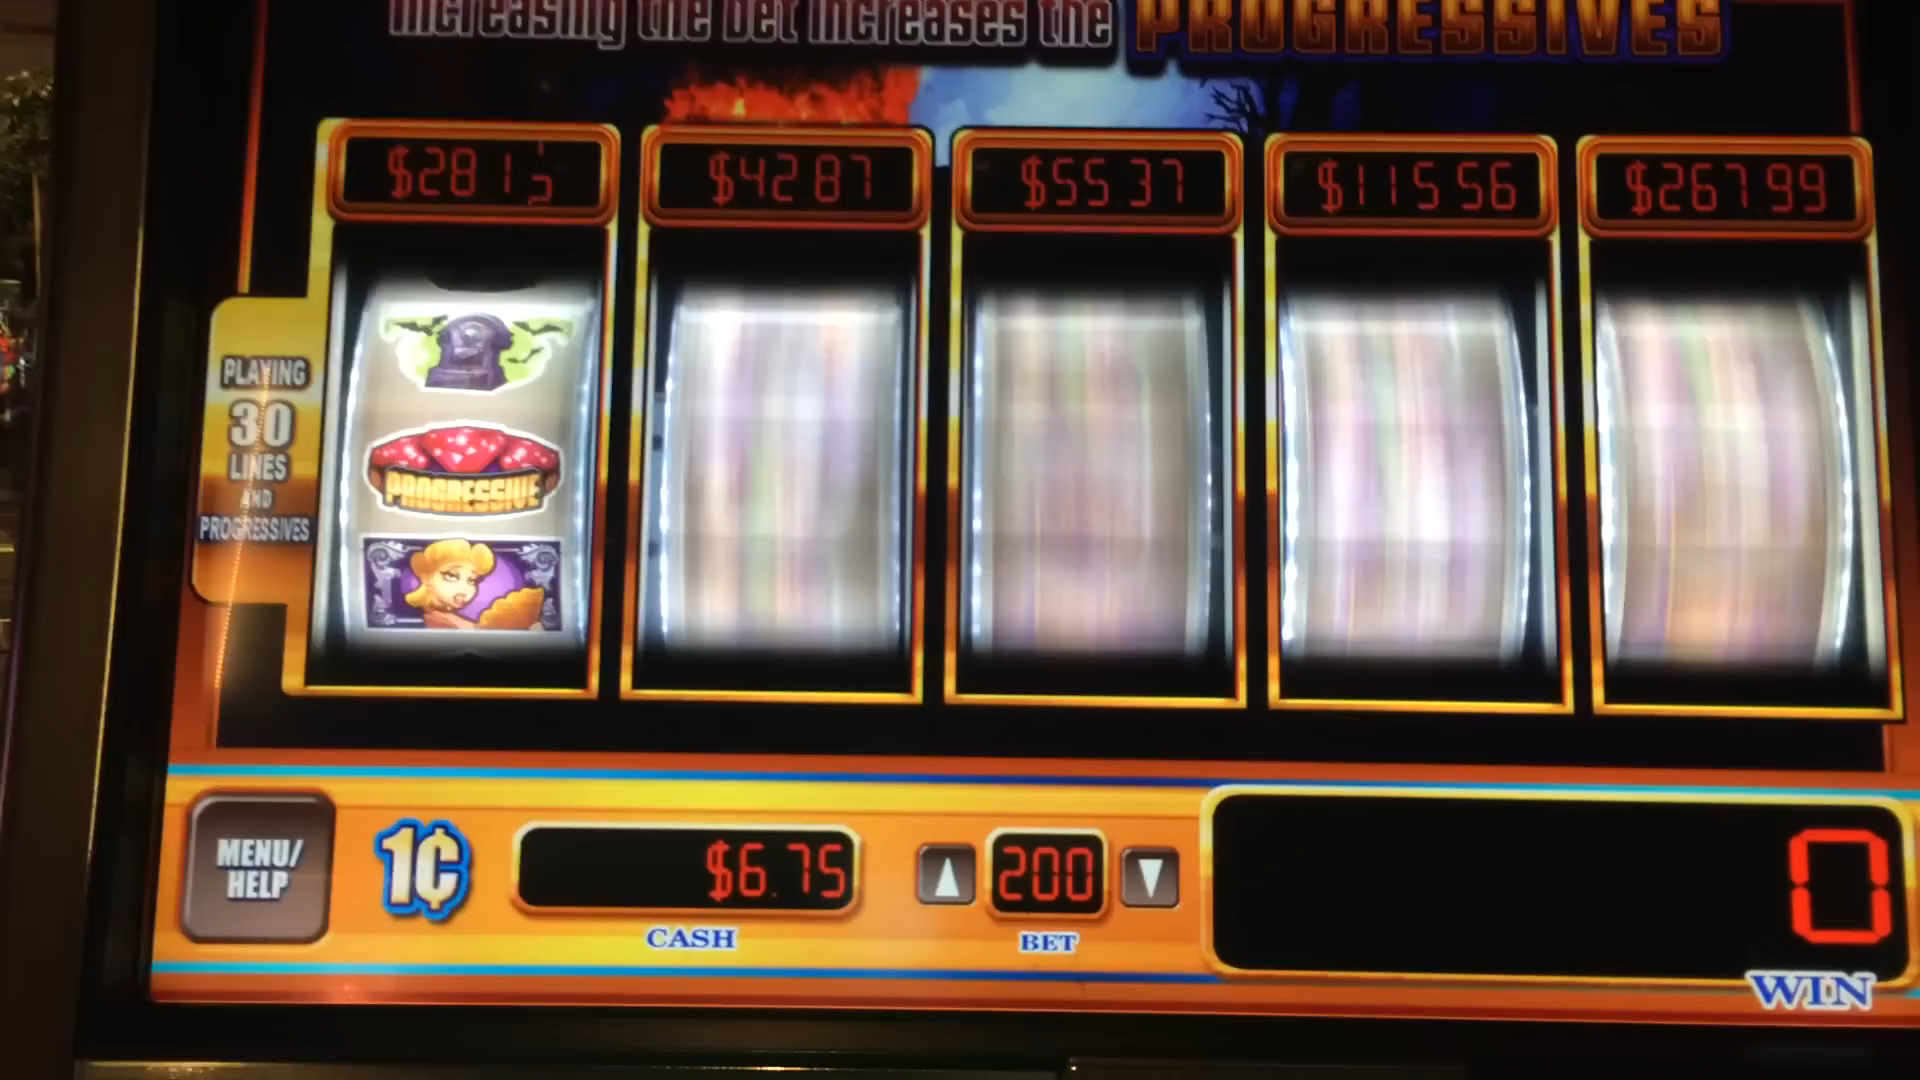 Increasing the bet increases the PROGRESSIVES
$42.87
$55.37
$115.56
$267.99
PLAYING
30
LINES
AND
PROGRESSIVES
PROGRESSIVE
MENU/
HELP
1¢
$6.75
200
0
CASH
BET
WIN